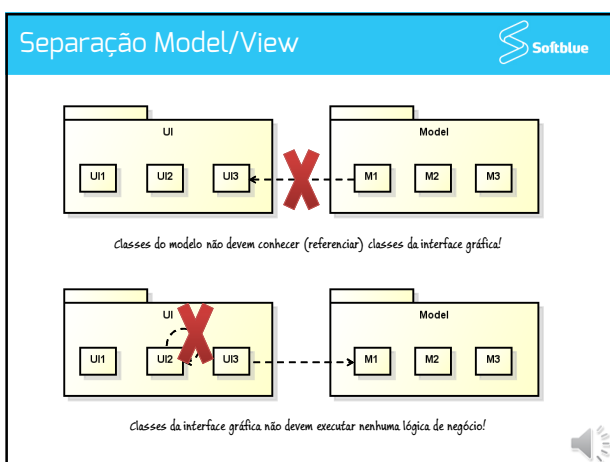 Separação Model/View
Softblue
UI
Model
UI1 UI2 UI3
M1 M2 M3
Classes do modelo não devem conhecer (referenciar) classes da interface gráfica!
UI
Model
UI1 UI2 UI3
M1 M2 M3
Classes da interface gráfica não devem executar nenhuma lógica de negócio!